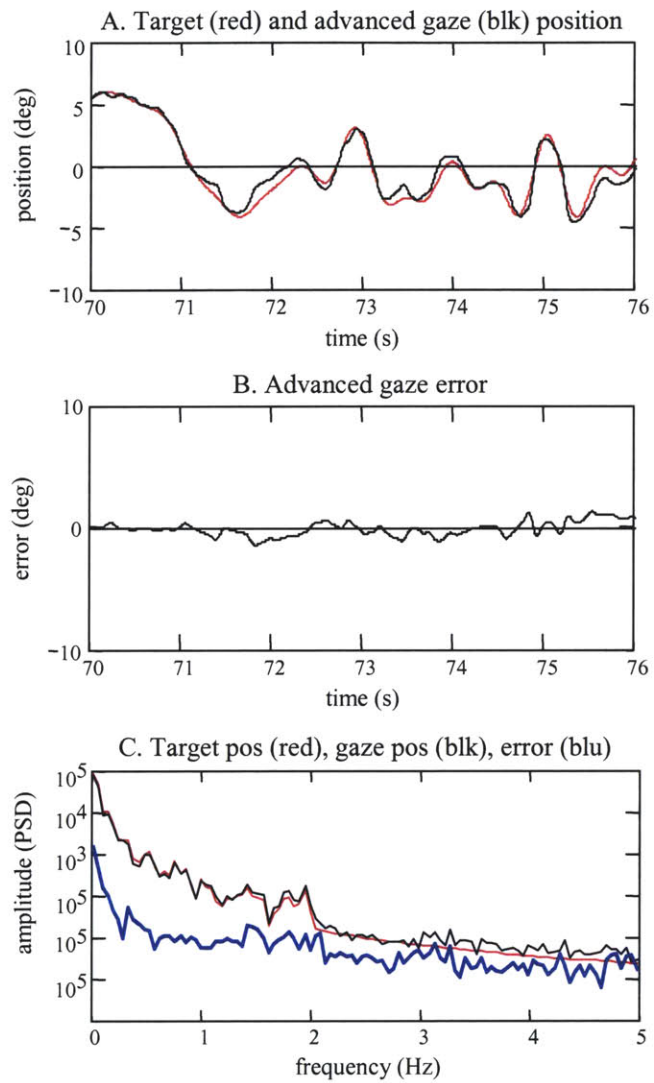 A. Target (red) and advanced gaze (blk) position
10
5
0
−5
−10
position (deg)
70 71 72 73 74 75 76
time (s)
B. Advanced gaze error
10
0
−10
error (deg)
70 71 72 73 74 75 76
time (s)
C. Target pos (red), gaze pos (blk), error (blu)
10⁵
10⁴
10³
10⁵
10⁵
10⁵
amplitude (PSD)
0 1 2 3 4 5
frequency (Hz)